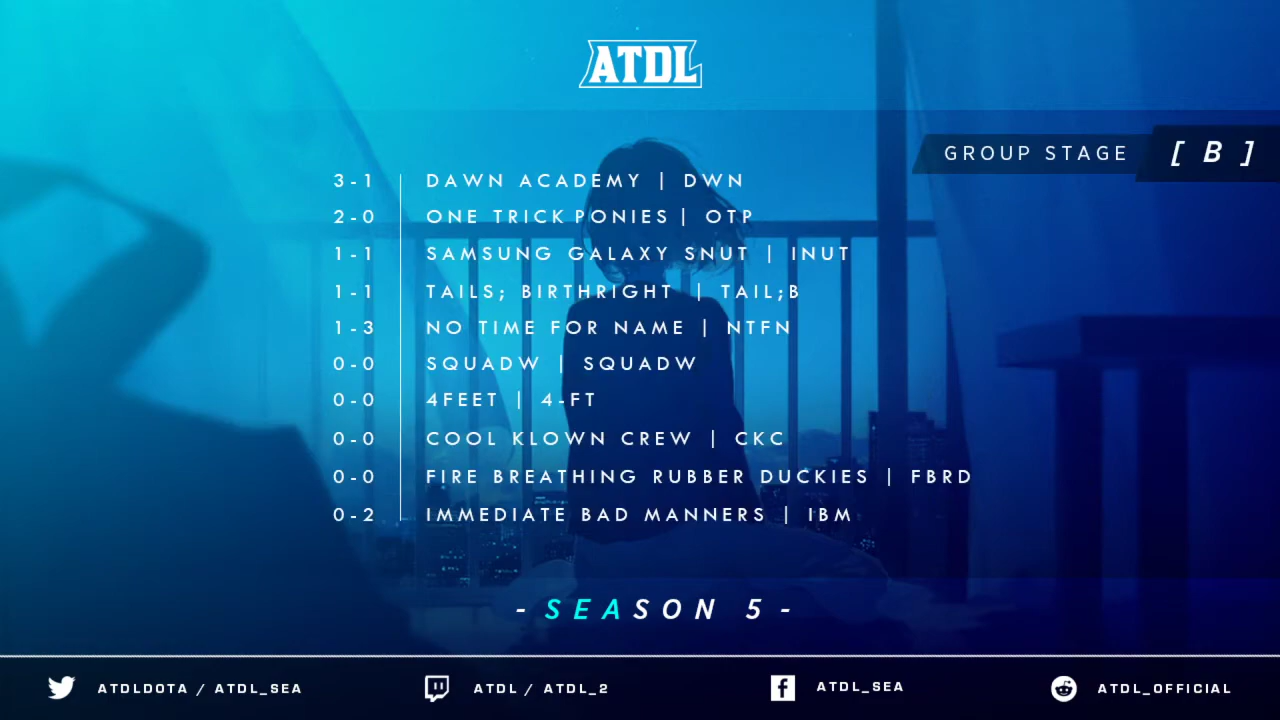 ATDL
GROUP STAGE [ B ]
3-1 DAWN ACADEMY | DWN
2-0 ONE TRICK PONIES | OTP
1-1 SAMSUNG GALAXY SNUT | INUT
1-1 TAILS; BIRTHRIGHT | TAIL;B
1-3 NO TIME FOR NAME | NTFN
0-0 SQUADW | SQUADW
0-0 4FEET | 4-FT
0-0 COOL KLOWN CREW | CKC
0-0 FIRE BREATHING RUBBER DUCKIES | FBRD
0-2 IMMEDIATE BAD MANNERS | IBM
- SEASON 5 -
ATDLDOTA / ATDL_SEA ATDL / ATDL_2 ATDL_SEA ATDL_OFFICIAL